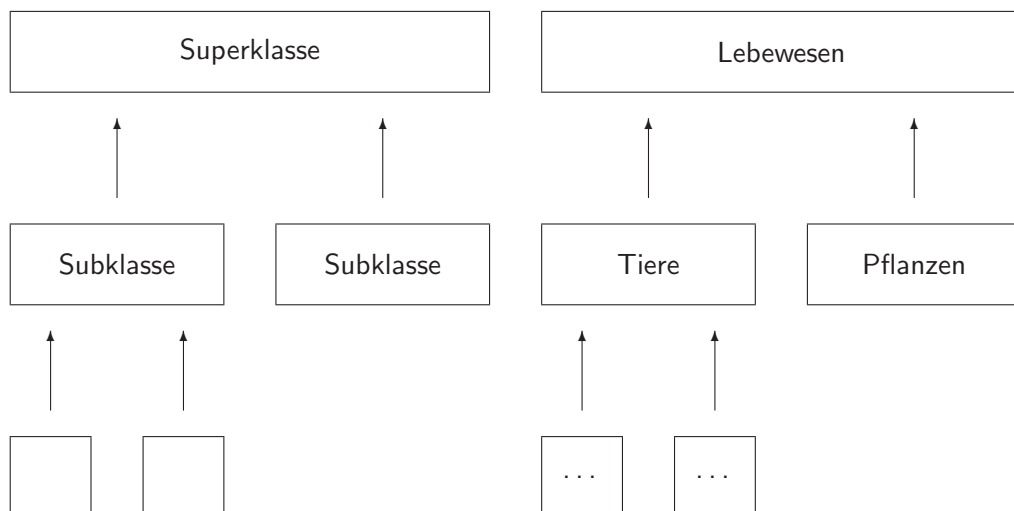 Superklasse
Lebewesen
Subklasse
Subklasse
Tiere
Pflanzen
...
...